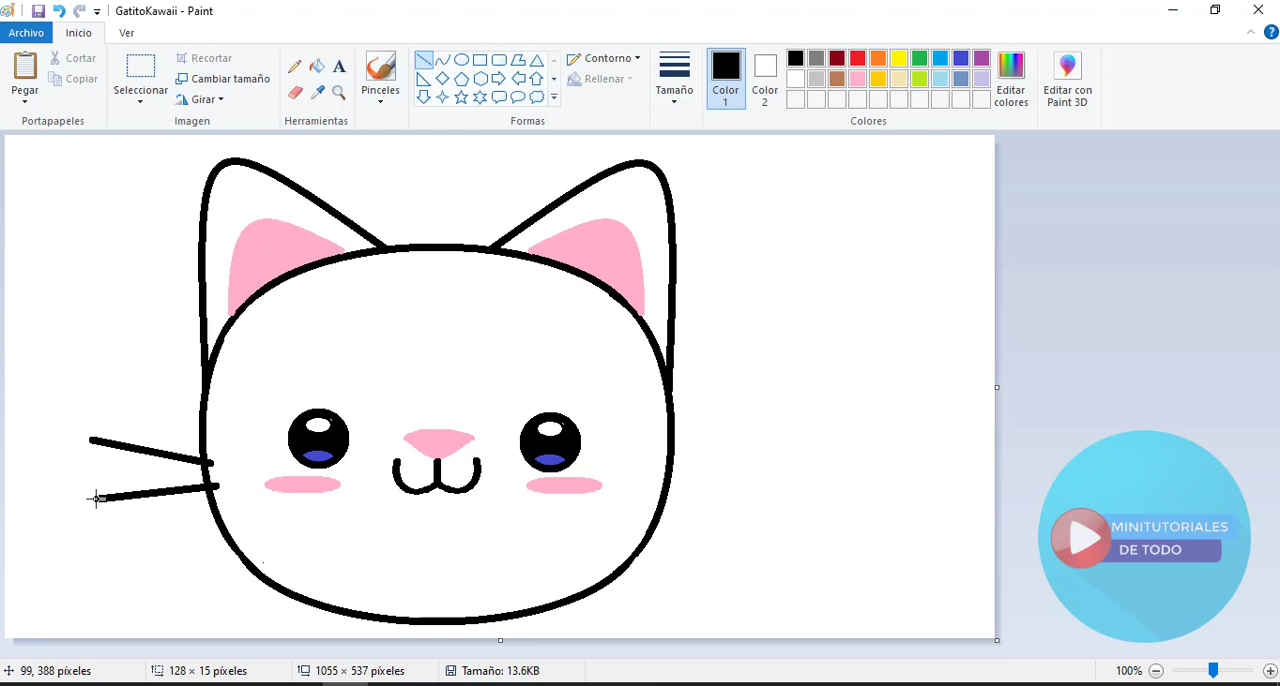 GatitoKawaii - Paint
Archivo Inicio Ver
Pegar
Cortar
Copiar
Portapapeles
Seleccionar
Recortar
Cambiar tamaño
Girar
Imagen
A
Herramientas
Pinceles
Contorno
Rellenar
Formas
Tamaño
Color 1
Color 2
Editar colores
Colores
Editar con Paint 3D
MINITUTORIALES
DE TODO
99, 388 píxeles 128 × 15 píxeles 1055 × 537 píxeles Tamaño: 13.6KB 100%